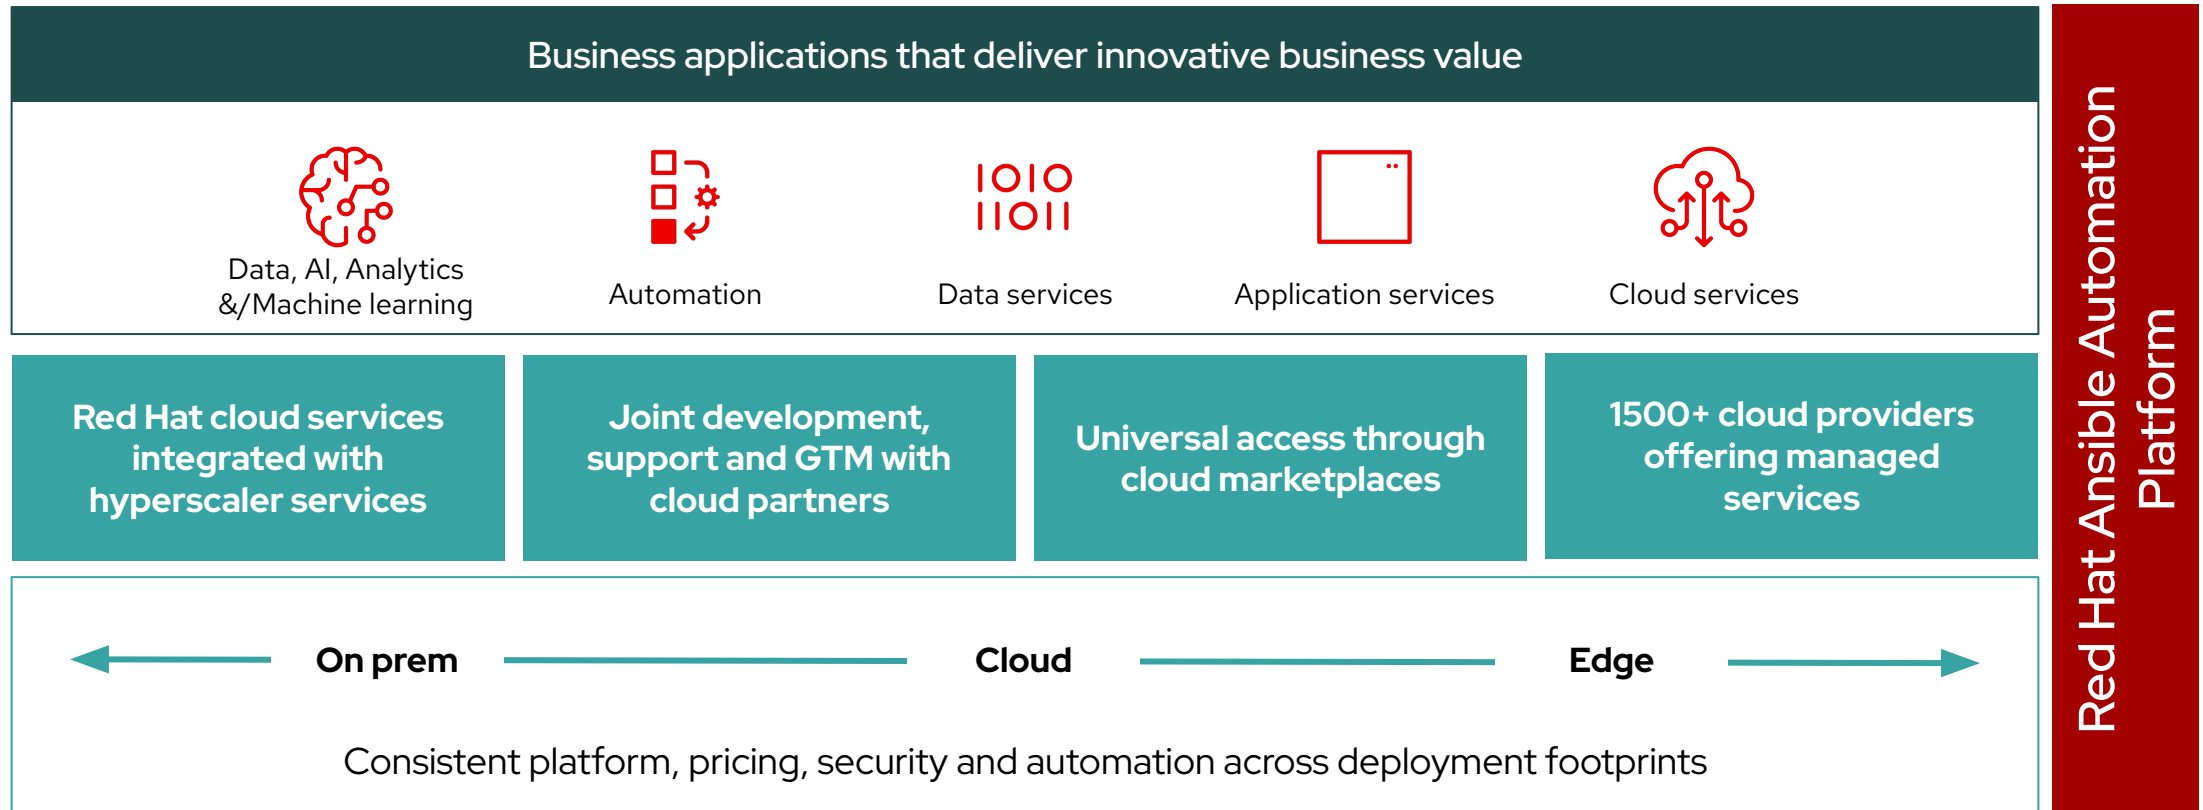 Business applications that deliver innovative business value
Data, AI, Analytics
&/Machine learning
Automation
Data services
Application services
Cloud services
Red Hat cloud services
integrated with
hyperscaler services
Joint development,
support and GTM with
cloud partners
Universal access through
cloud marketplaces
1500+ cloud providers
offering managed
services
On prem
Cloud
Edge
Consistent platform, pricing, security and automation across deployment footprints
Red Hat Ansible Automation
Platform